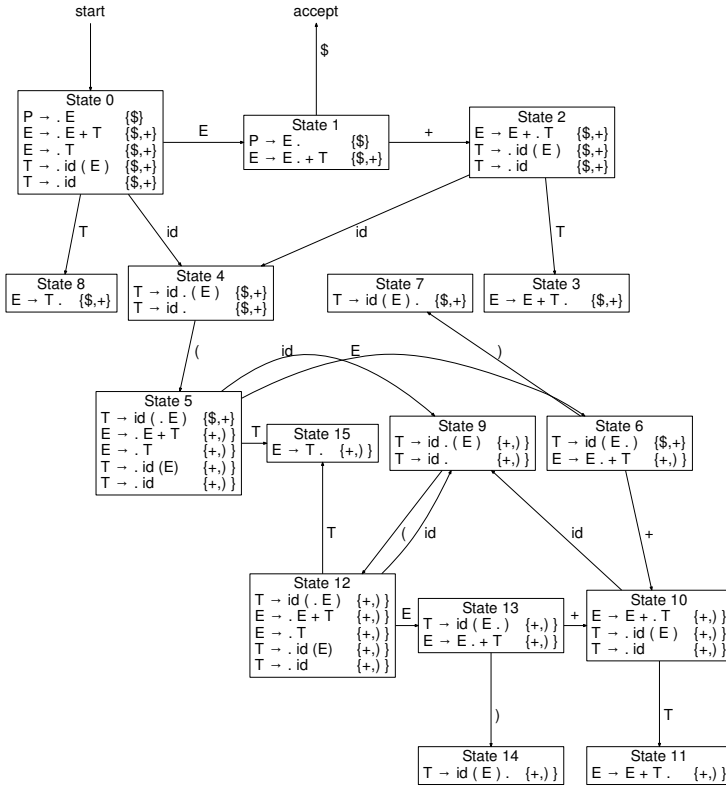 start
accept
$
State 0
P → . E {$}
E → . E + T {$,+}
E → . T {$,+}
T → . id ( E ) {$,+}
T → . id {$,+}
E
State 1
P → E . {$}
E → E . + T {$,+}
+
State 2
E → E + . T {$,+}
T → . id ( E ) {$,+}
T → . id {$,+}
T
id
id
T
State 8
E → T . {$,+}
State 4
T → id . ( E ) {$,+}
T → id . {$,+}
State 7
T → id ( E ) . {$,+}
State 3
E → E + T . {$,+}
(
id
E
)
State 5
T → id ( . E ) {$,+}
E → . E + T {+,) }
E → . T {+,) }
T → . id (E) {+,) }
T → . id {+,) }
T
State 15
E → T . {+,) }
State 9
T → id . ( E ) {+,) }
T → id . {+,) }
State 6
T → id ( E . ) {$,+}
E → E . + T {+,) }
T
(
id
id
+
State 12
T → id ( . E ) {+,) }
E → . E + T {+,) }
E → . T {+,) }
T → . id (E) {+,) }
T → . id {+,) }
E
State 13
T → id ( E . ) {+,) }
E → E . + T {+,) }
+
State 10
E → E + . T {+,) }
T → . id ( E ) {+,) }
T → . id {+,) }
)
T
State 14
T → id ( E ) . {+,) }
State 11
E → E + T . {+,) }